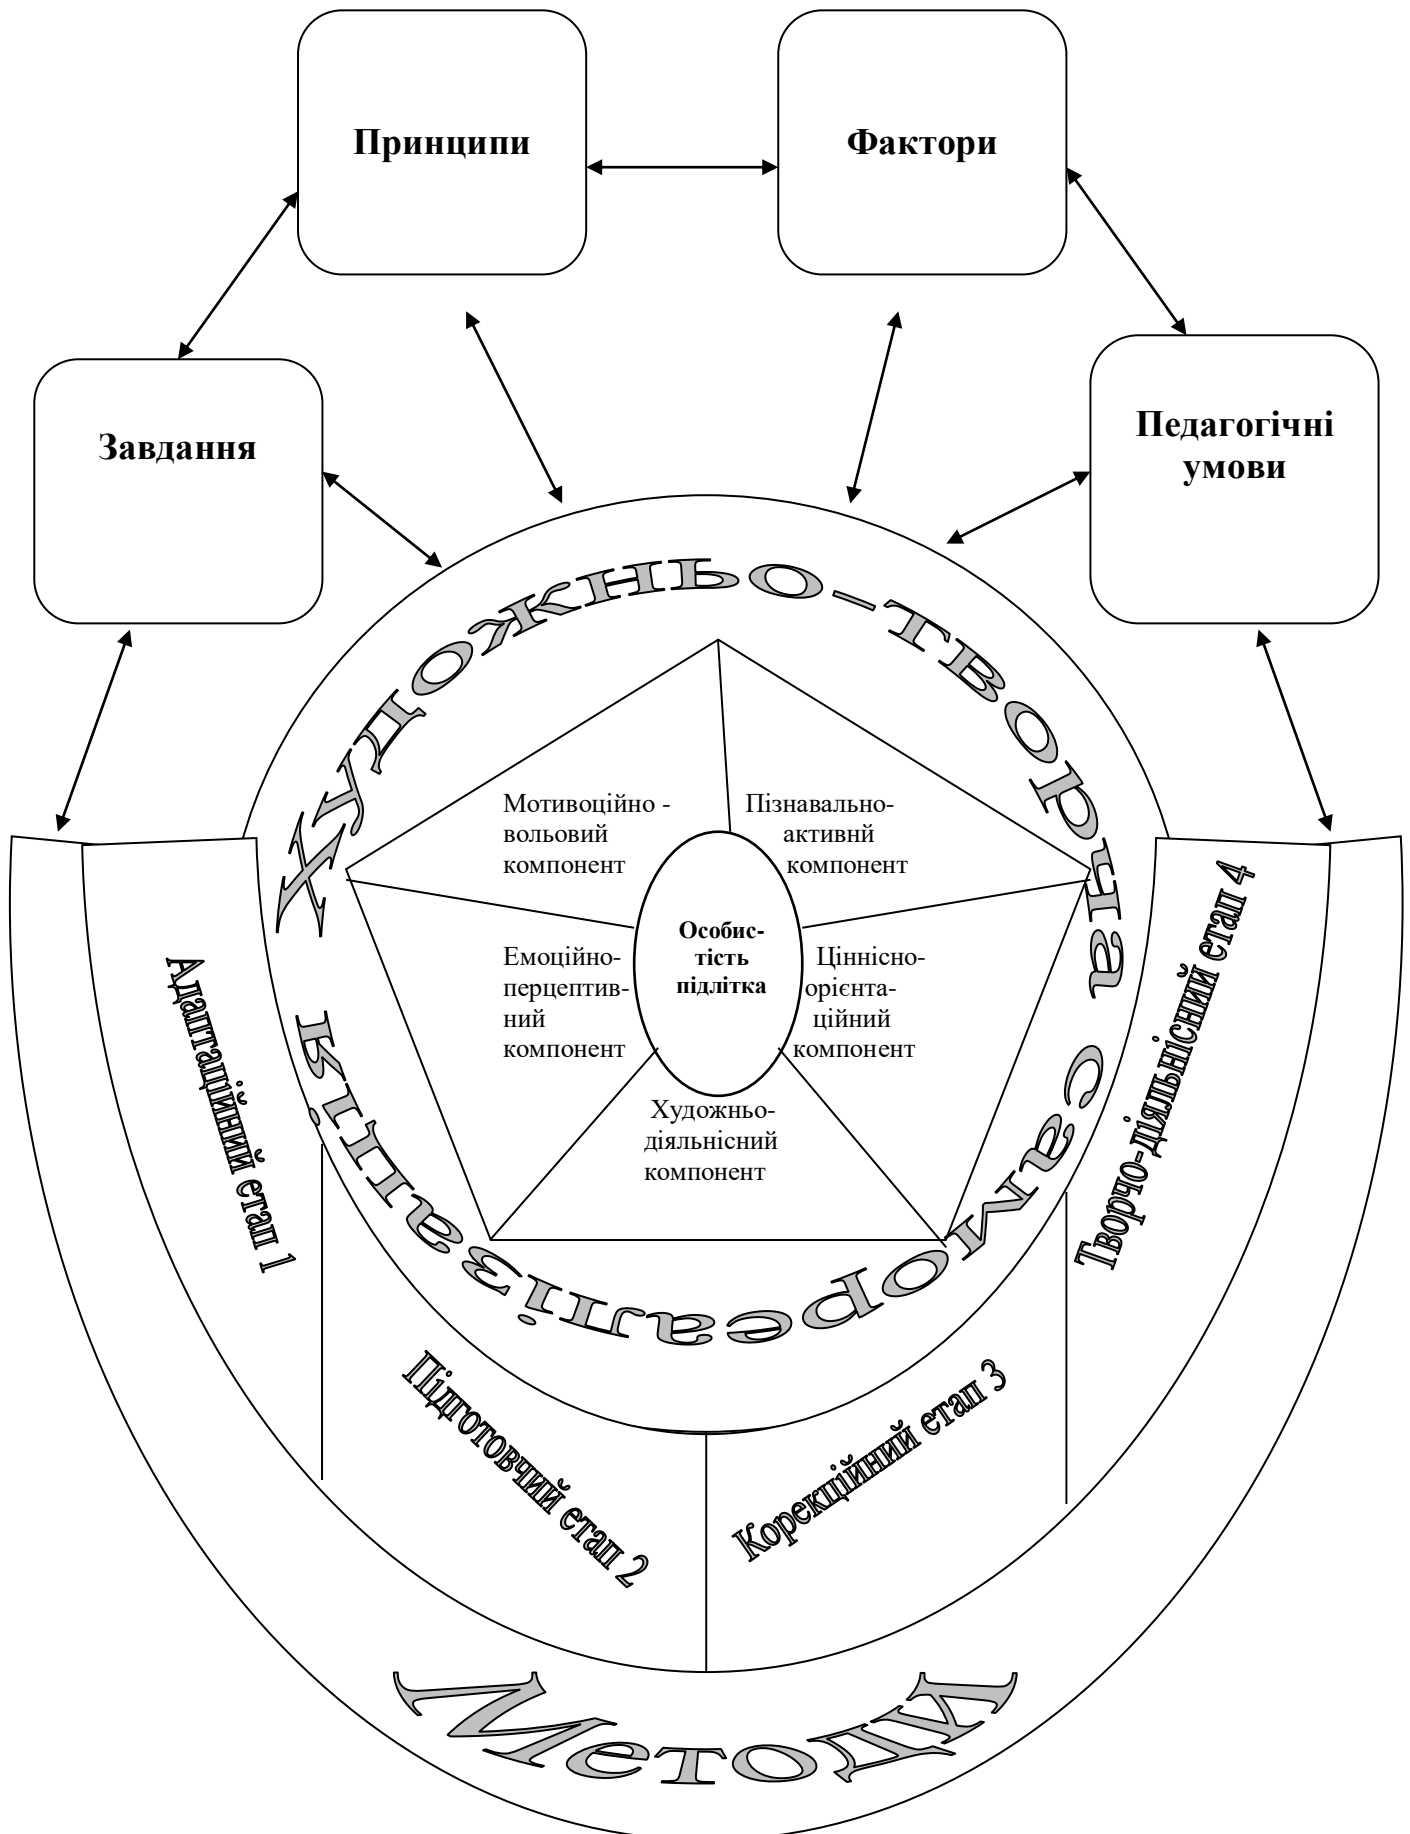 Принципи
Фактори
Завдання
Педагогічні
умови
Художньо-творча самореалізація
Мотивоційно -
вольовий
компонент
Пізнавально-
активнй
компонент
Особис-
тість
підлітка
Емоційно-
перцептив-
ний
компонент
Ціннісно-
орієнта-
ційний
компонент
Художньо-
діяльнісний
компонент
Адаптаційний етап 1
Підготовчий етап 2
Корекційний етап 3
Творчо-діяльнісний етап 4
Методи